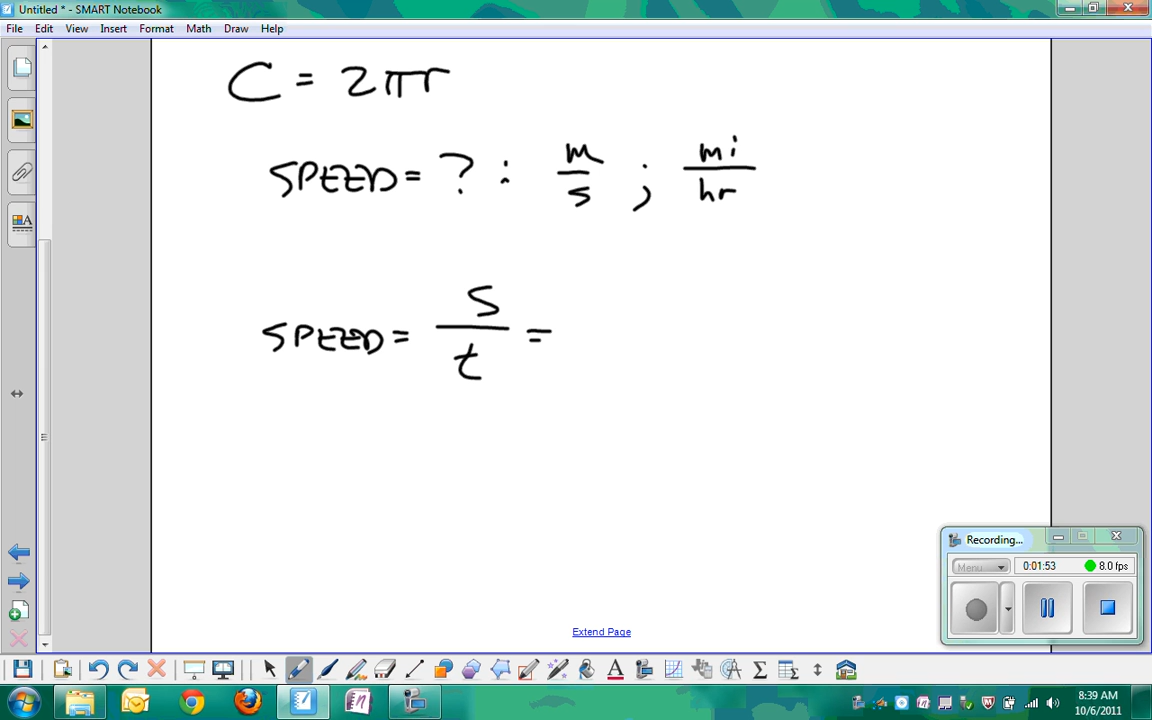 Untitled * - SMART Notebook
File Edit View Insert Format Math Draw Help
C = 2πr
SPEED = ? : m/s ; mi/hr
SPEED = s/t =
Recording...
Menu 0:01:53 8.0 fps
Extend Page
8:39 AM
10/6/2011